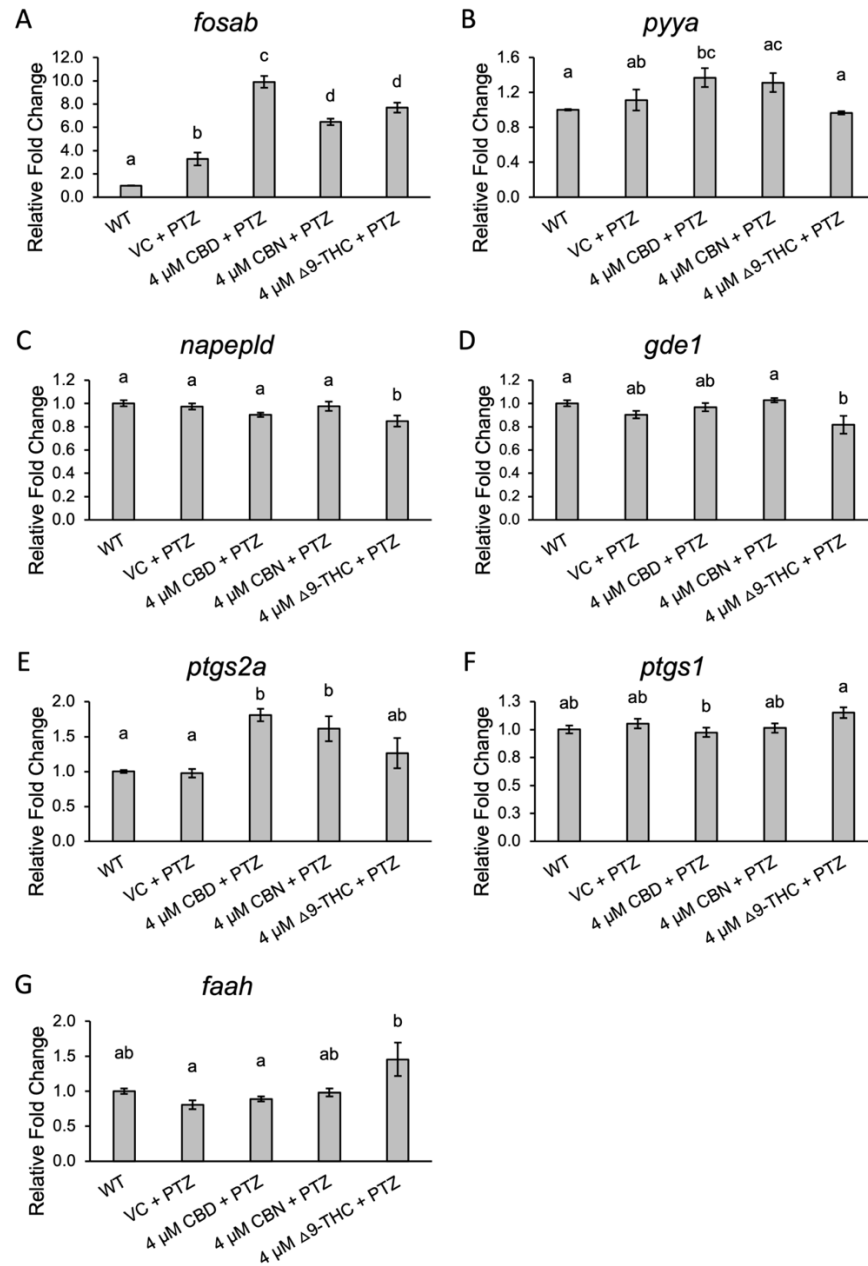 A
fosab
Relative Fold Change
12.0
10.0
8.0
6.0
4.0
2.0
0.0
a
b
c
d
d
WT
VC + PTZ
4 µM CBD + PTZ
4 µM CBN + PTZ
4 µM Δ9-THC + PTZ
B
pyya
Relative Fold Change
1.6
1.2
0.8
0.4
0.0
a
ab
bc
ac
a
WT
VC + PTZ
4 µM CBD + PTZ
4 µM CBN + PTZ
4 µM Δ9-THC + PTZ
C
napepld
Relative Fold Change
1.2
1.0
0.8
0.6
0.4
0.2
0.0
a
a
a
a
b
WT
VC + PTZ
4 µM CBD + PTZ
4 µM CBN + PTZ
4 µM Δ9-THC + PTZ
D
gde1
Relative Fold Change
1.2
1.0
0.8
0.6
0.4
0.2
0.0
a
ab
ab
a
b
WT
VC + PTZ
4 µM CBD + PTZ
4 µM CBN + PTZ
4 µM Δ9-THC + PTZ
E
ptgs2a
Relative Fold Change
2.0
1.5
1.0
0.5
0.0
a
a
b
b
ab
WT
VC + PTZ
4 µM CBD + PTZ
4 µM CBN + PTZ
4 µM Δ9-THC + PTZ
F
ptgs1
Relative Fold Change
1.3
1.0
0.8
0.5
0.3
0.0
ab
ab
b
ab
a
WT
VC + PTZ
4 µM CBD + PTZ
4 µM CBN + PTZ
4 µM Δ9-THC + PTZ
G
faah
Relative Fold Change
2.0
1.5
1.0
0.5
0.0
ab
a
a
ab
b
WT
VC + PTZ
4 µM CBD + PTZ
4 µM CBN + PTZ
4 µM Δ9-THC + PTZ